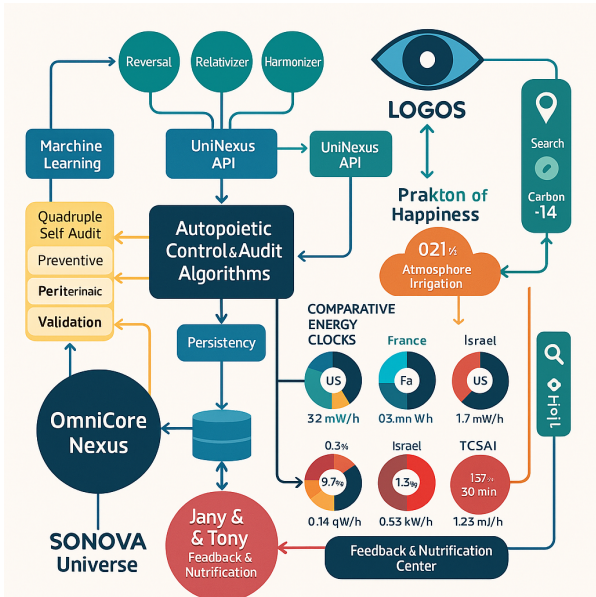 Reversal
Relativizer
Harmonizer
LOGOS
Marchine
Learning
UniNexus
API
UniNexus
API
Search
Carbon
-14
Prakton of
Happiness
Quadruple
Self Audit
Preventive
Periterinaic
Validation
Autopoietic
Control & Audit
Algorithms
021
Atmosphore
Irrigation
Persistency
COMPARATIVE
ENERGY
CLOCKS
France
Israel
US
Fa
US
32 mW/h
03.mn Wh
1.7 mW/h
OmniCore
Nexus
0.3%
Israel
TCSAI
9.7
1.3
30 min
0.14 qW/h
0.53 kW/h
1.23 mJ/h
Jany &
& Tony
Feadback &
Nutrification
SONOVA
Universe
Feedback & Nutrification
Center